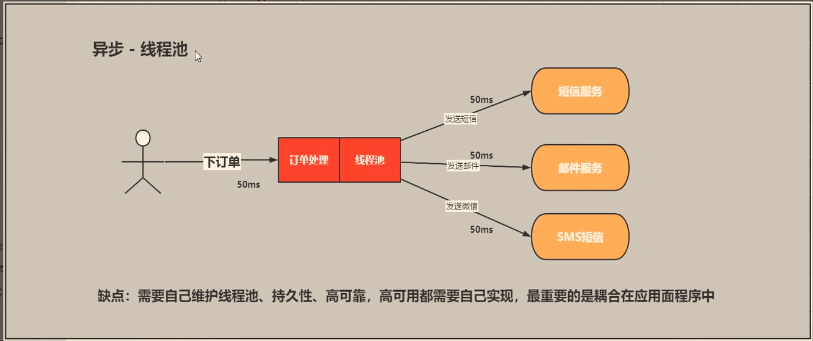 异步 - 线程池
50ms
短信服务
发送短信
下订单
订单处理
线程池
50ms
发送邮件
邮件服务
50ms
发送微信
50ms
SMS短信
缺点：需要自己维护线程池、持久性、高可靠，高可用都需要自己实现，最重要的是耦合在应用面程序中